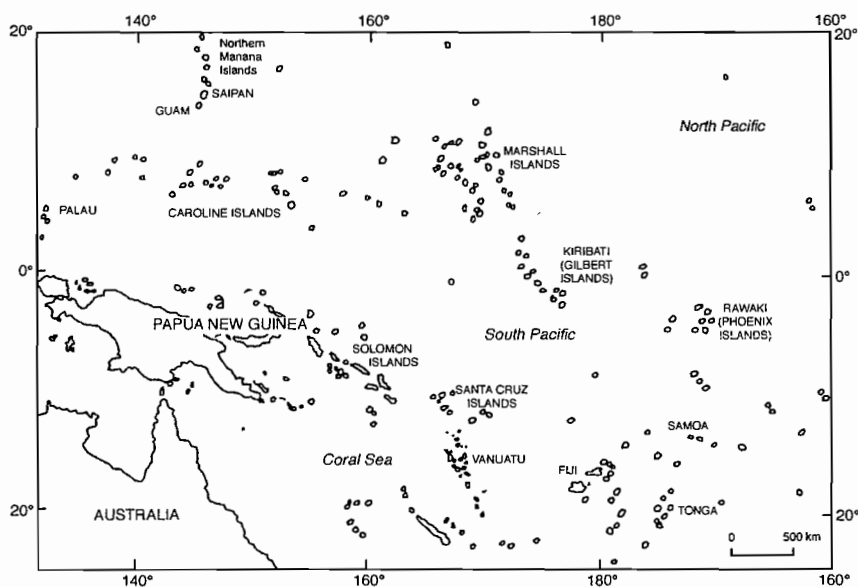 140° 160° 180° 160°
20° 20°
Northern
Manana
Islands
SAIPAN
GUAM
North Pacific
MARSHALL
ISLANDS
PALAU
CAROLINE ISLANDS
KIRIBATI
(GILBERT
ISLANDS)
0° 0°
RAWAKI
(PHOENIX
ISLANDS)
PAPUA NEW GUINEA
South Pacific
SOLOMON
ISLANDS
SANTA CRUZ
ISLANDS
SAMOA
Coral Sea
VANUATU
FIJI
TONGA
AUSTRALIA
20° 20°
0 500 km
140° 160° 180° 160°